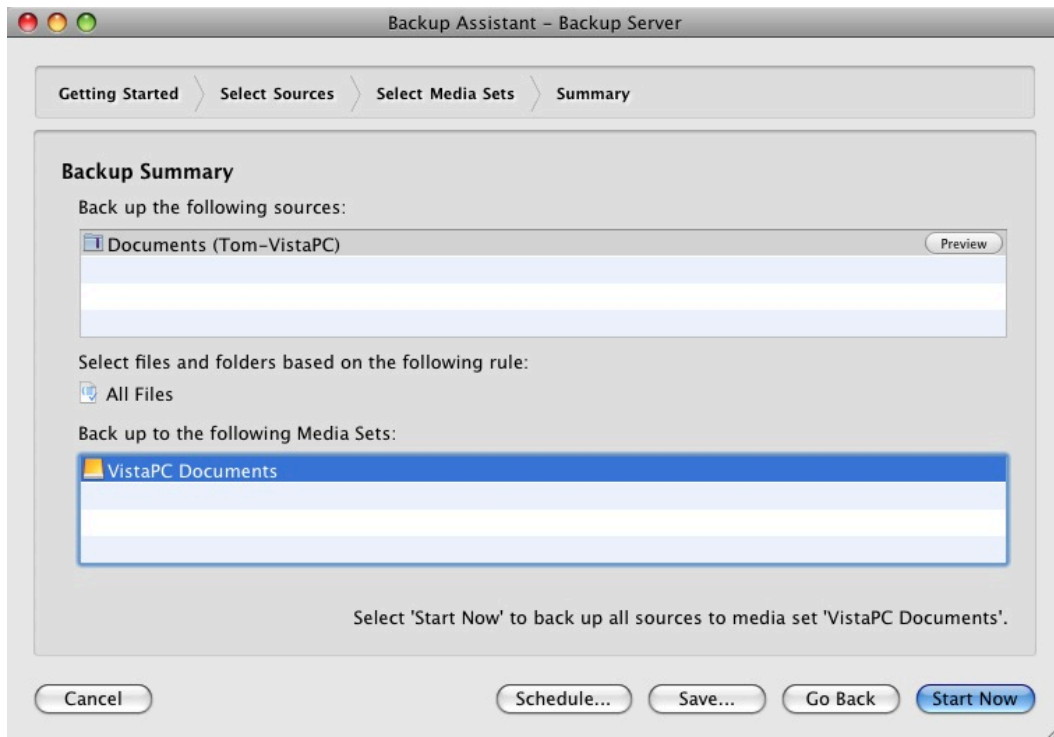 Backup Assistant – Backup Server
Getting Started Select Sources Select Media Sets Summary
Backup Summary
Back up the following sources:
Documents (Tom-VistaPC) Preview
Select files and folders based on the following rule:
All Files
Back up to the following Media Sets:
VistaPC Documents
Select 'Start Now' to back up all sources to media set 'VistaPC Documents'.
Cancel Schedule... Save... Go Back Start Now